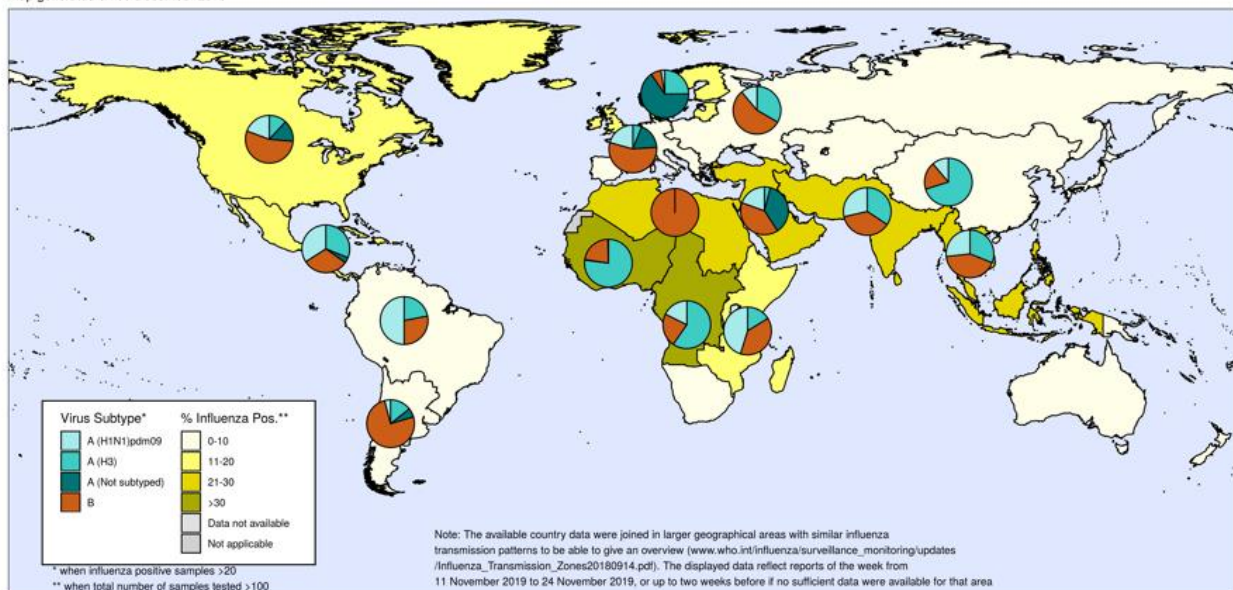 Virus Subtype*
A (H1N1)pdm09
A (H3)
A (Not subtyped)
B
% Influenza Pos.**
0-10
11-20
21-30
>30
Data not available
Not applicable
* when influenza positive samples >20
** when total number of samples tested >100
Note: The available country data were joined in larger geographical areas with similar influenza
transmission patterns to be able to give an overview (www.who.int/influenza/surveillance_monitoring/updates
/Influenza_Transmission_Zones20180914.pdf). The displayed data reflect reports of the week from
11 November 2019 to 24 November 2019, or up to two weeks before if no sufficient data were available for that area